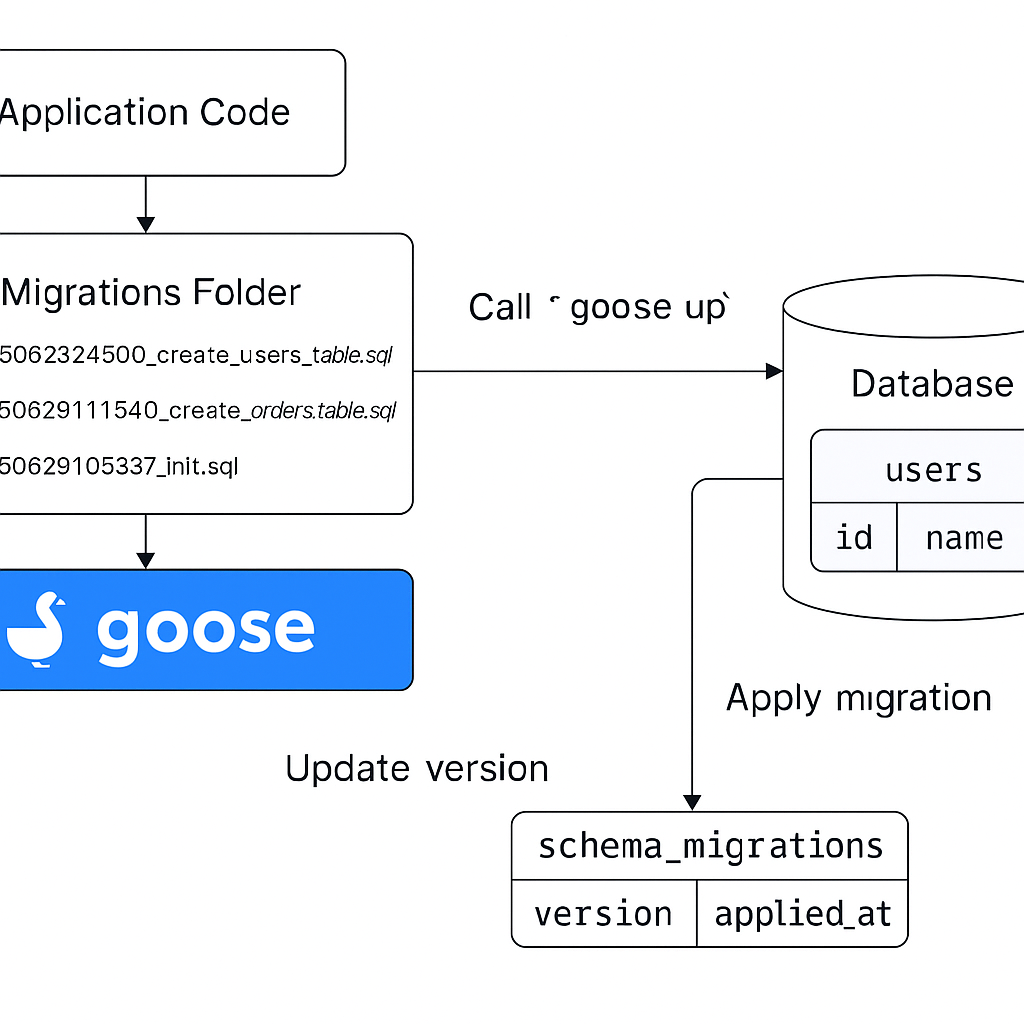 Application Code
Migrations Folder
5062324500_create_users_table.sql
50629111540_create_orders.table.sql
50629105337_init.sql
goose
Call ` goose up`
Database
users
id name
Apply migration
Update version
schema_migrations
version applied_at